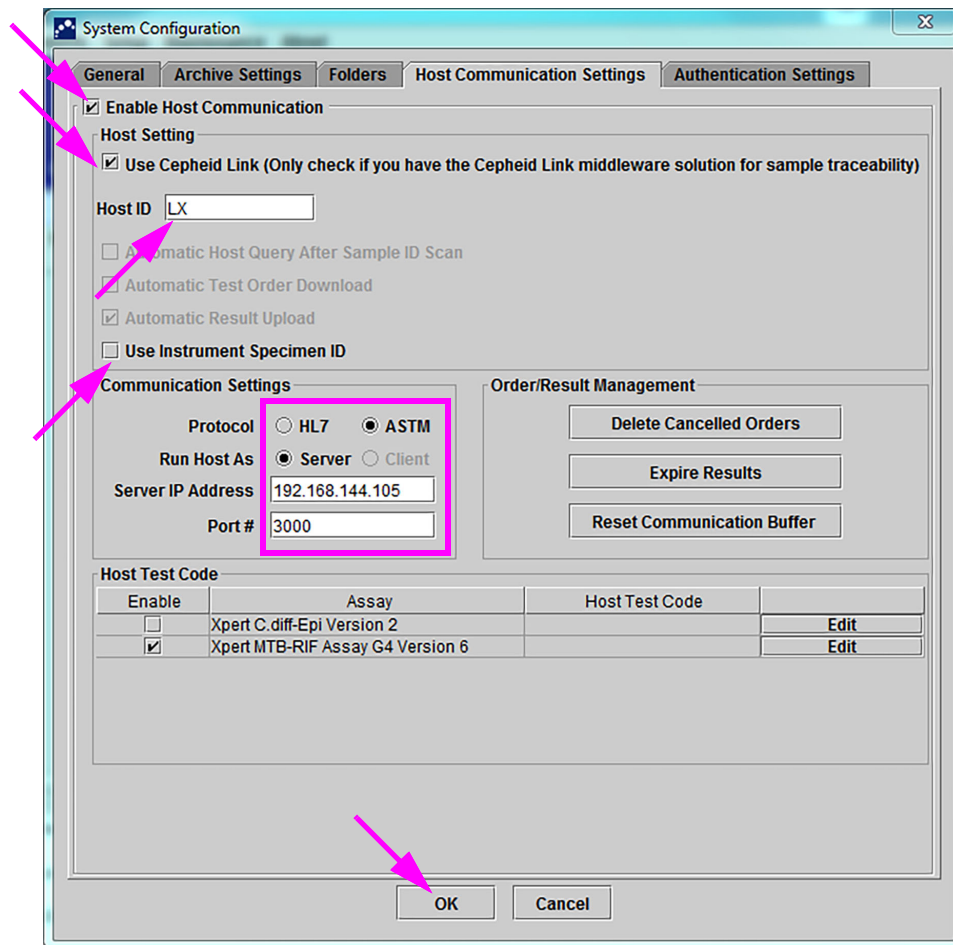 System Configuration
General Archive Settings Folders Host Communication Settings Authentication Settings
Enable Host Communication
Host Setting
Use Cepheid Link (Only check if you have the Cepheid Link middleware solution for sample traceability)
Host ID LX
Automatic Host Query After Sample ID Scan
Automatic Test Order Download
Automatic Result Upload
Use Instrument Specimen ID
Communication Settings
Protocol HL7 ASTM
Run Host As Server Client
Server IP Address 192.168.144.105
Port # 3000
Order/Result Management
Delete Cancelled Orders
Expire Results
Reset Communication Buffer
Host Test Code
Enable Assay Host Test Code
Xpert C.diff-Epi Version 2 Edit
Xpert MTB-RIF Assay G4 Version 6 Edit
OK Cancel